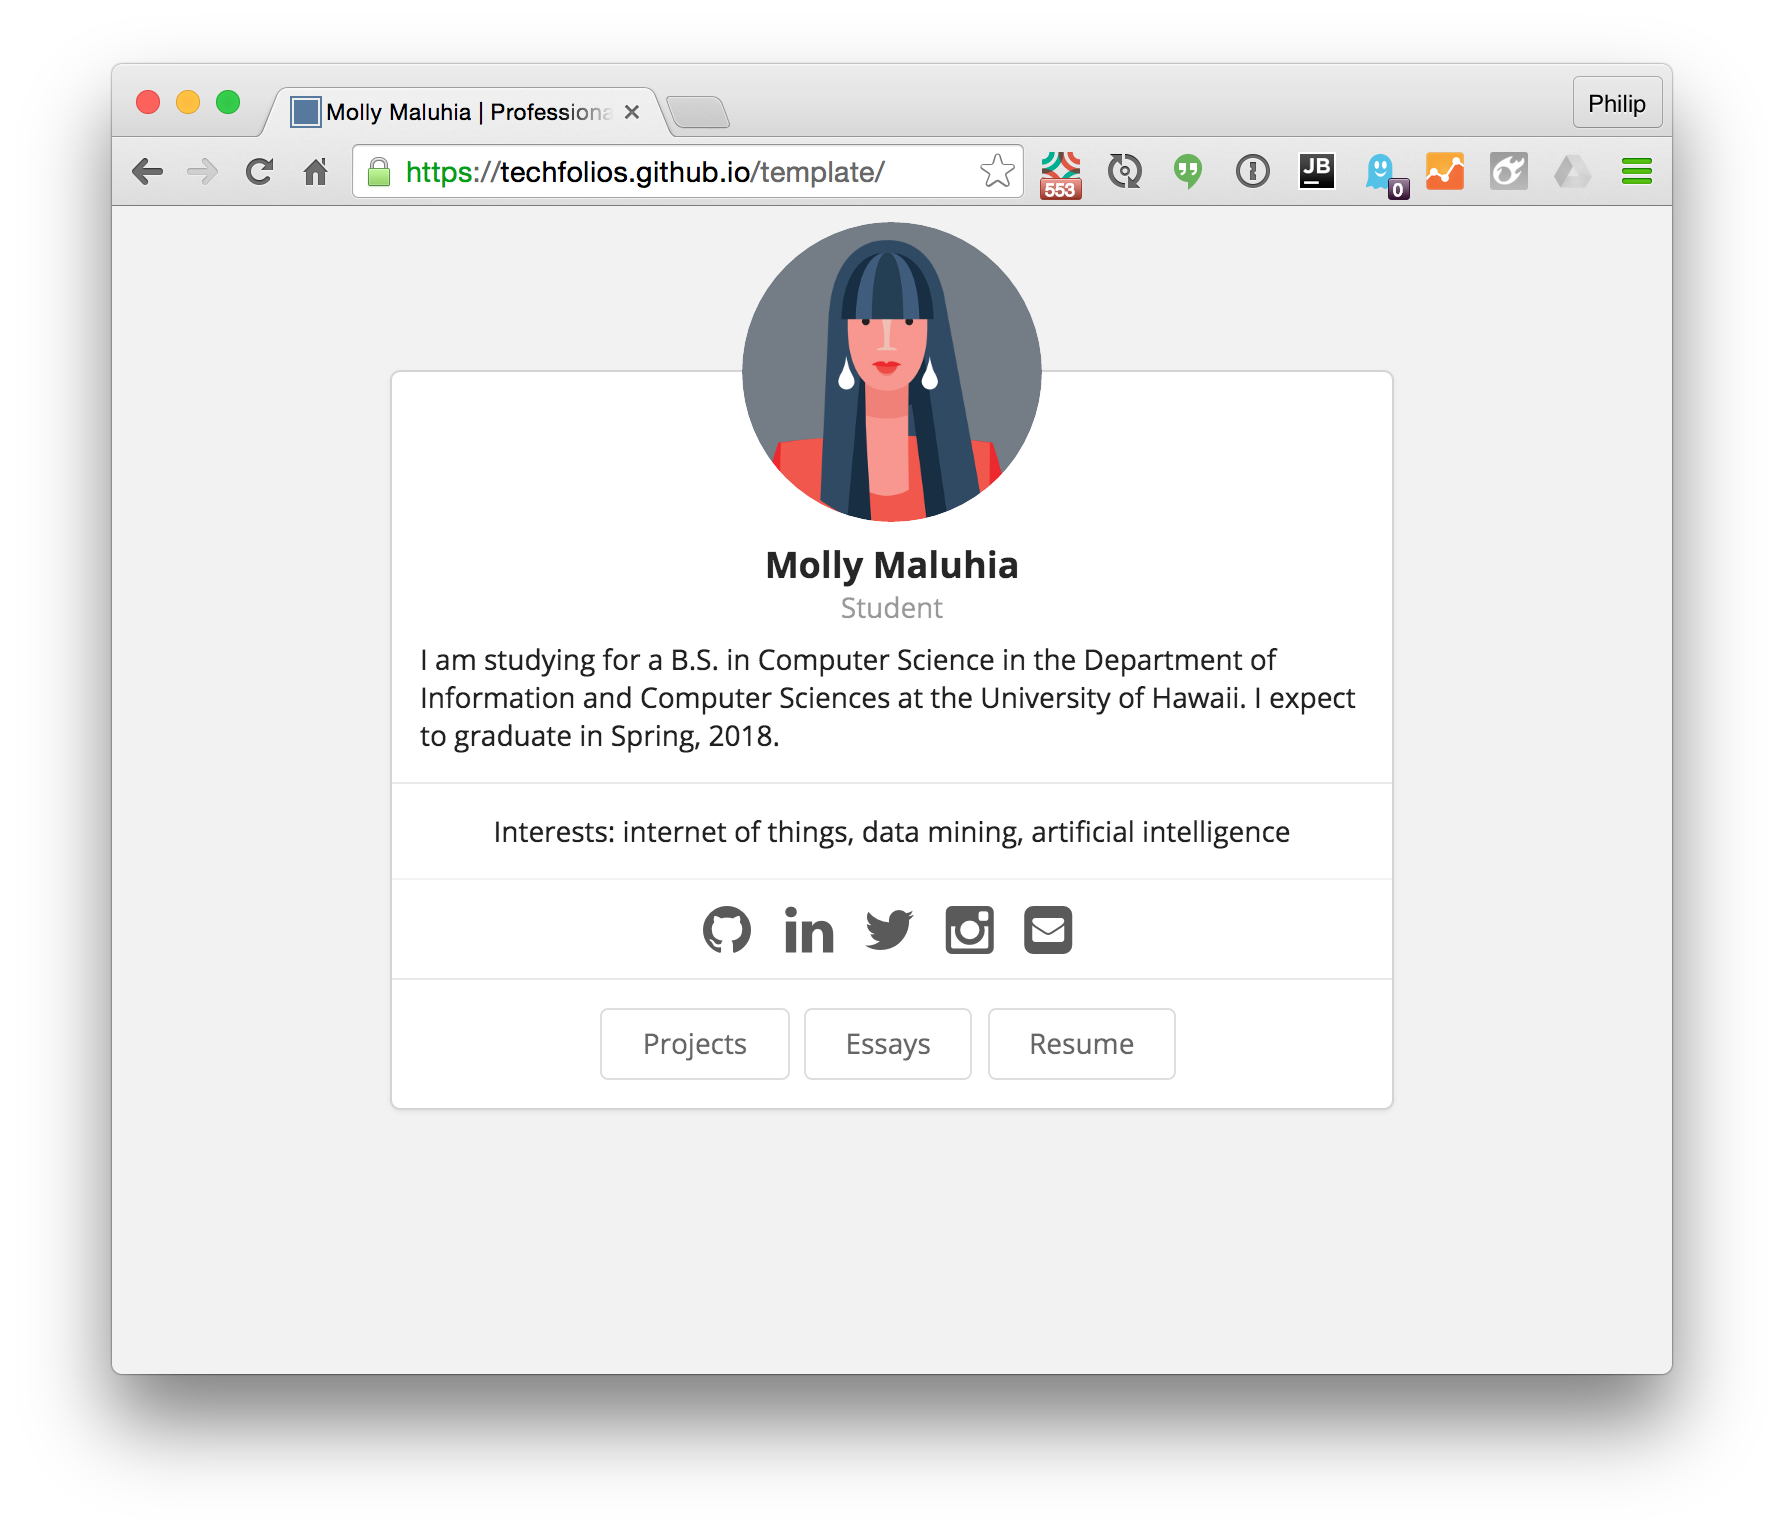 Molly Maluhia | Professiona
Philip
https://techfolios.github.io/template/
553
JB
0
Molly Maluhia
Student
I am studying for a B.S. in Computer Science in the Department of
Information and Computer Sciences at the University of Hawaii. I expect
to graduate in Spring, 2018.
Interests: internet of things, data mining, artificial intelligence
in
Projects
Essays
Resume